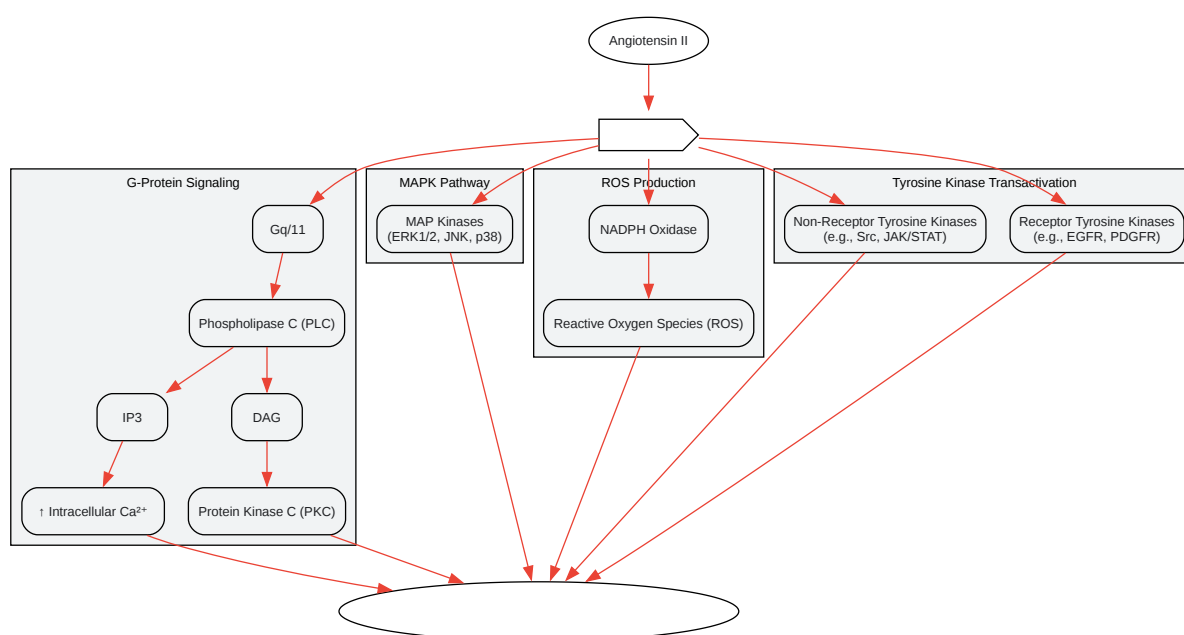 Angiotensin II
G-Protein Signaling
MAPK Pathway
ROS Production
Tyrosine Kinase Transactivation
Gq/11
MAP Kinases
(ERK1/2, JNK, p38)
NADPH Oxidase
Non-Receptor Tyrosine Kinases
(e.g., Src, JAK/STAT)
Receptor Tyrosine Kinases
(e.g., EGFR, PDGFR)
Phospholipase C (PLC)
Reactive Oxygen Species (ROS)
IP3
DAG
↑ Intracellular Ca²⁺
Protein Kinase C (PKC)